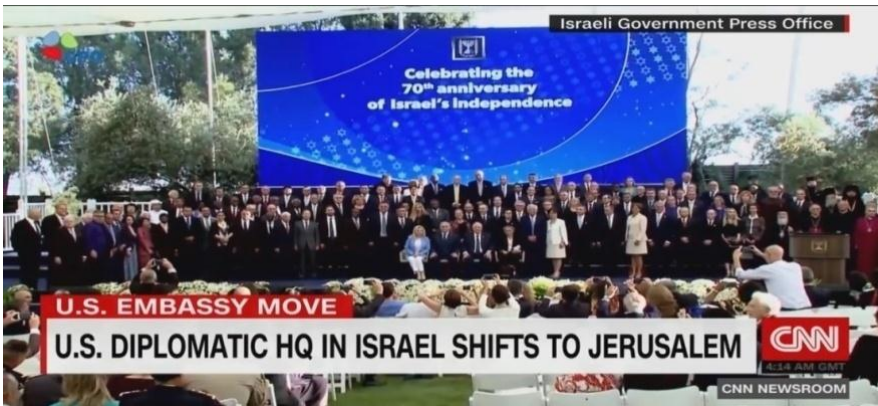 Israeli Government Press Office
Celebrating the
70th anniversary
of Israel's Independence
U.S. EMBASSY MOVE
U.S. DIPLOMATIC HQ IN ISRAEL SHIFTS TO JERUSALEM
CNN
4:14 AM GMT
CNN NEWSROOM